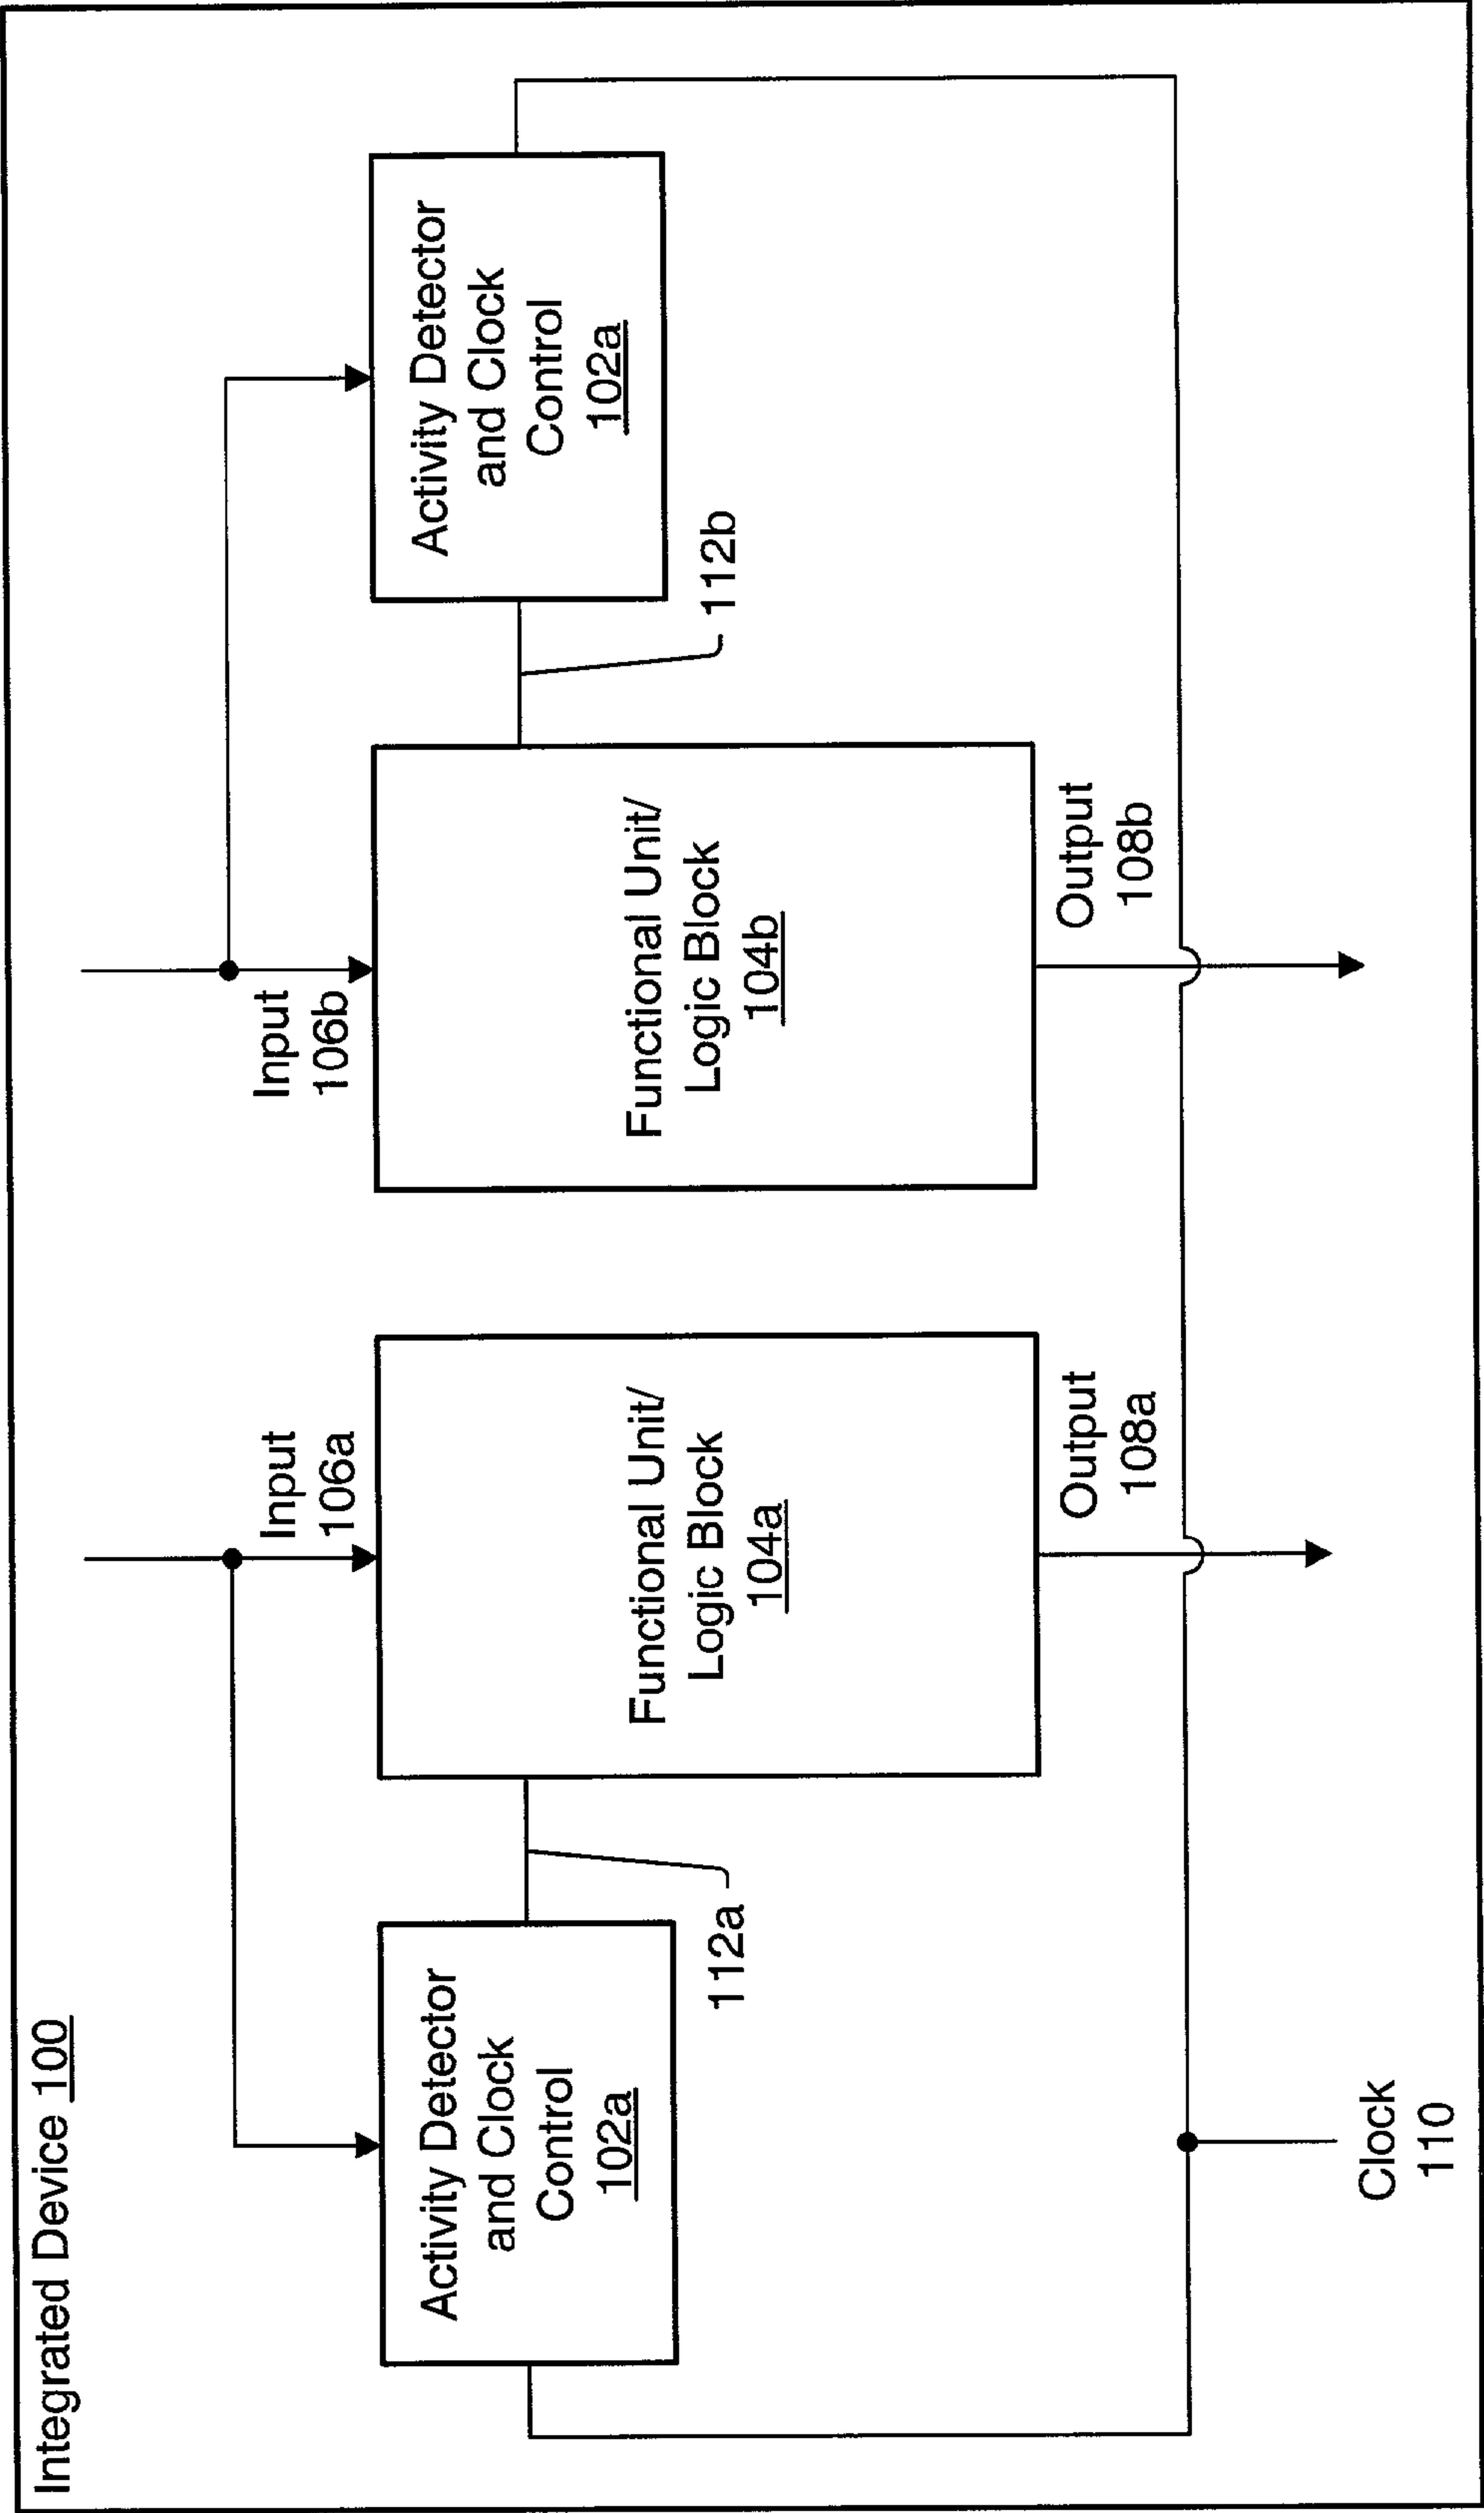 Integrated Device 100
Input
106a
Input
106b
Activity Detector
and Clock
Control
102a
Functional Unit/
Logic Block
104a
Functional Unit/
Logic Block
104b
Activity Detector
and Clock
Control
102a
112a
112b
Output
108a
Output
108b
Clock
110